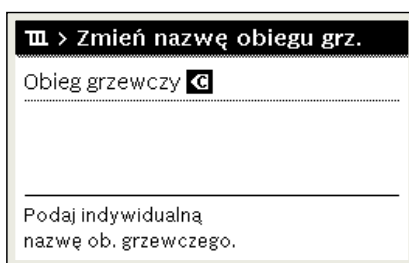 > Zmień nazwę obiegu grz.
Obieg grzewczy C
Podaj indywidualną
nazwę ob. grzewczego.